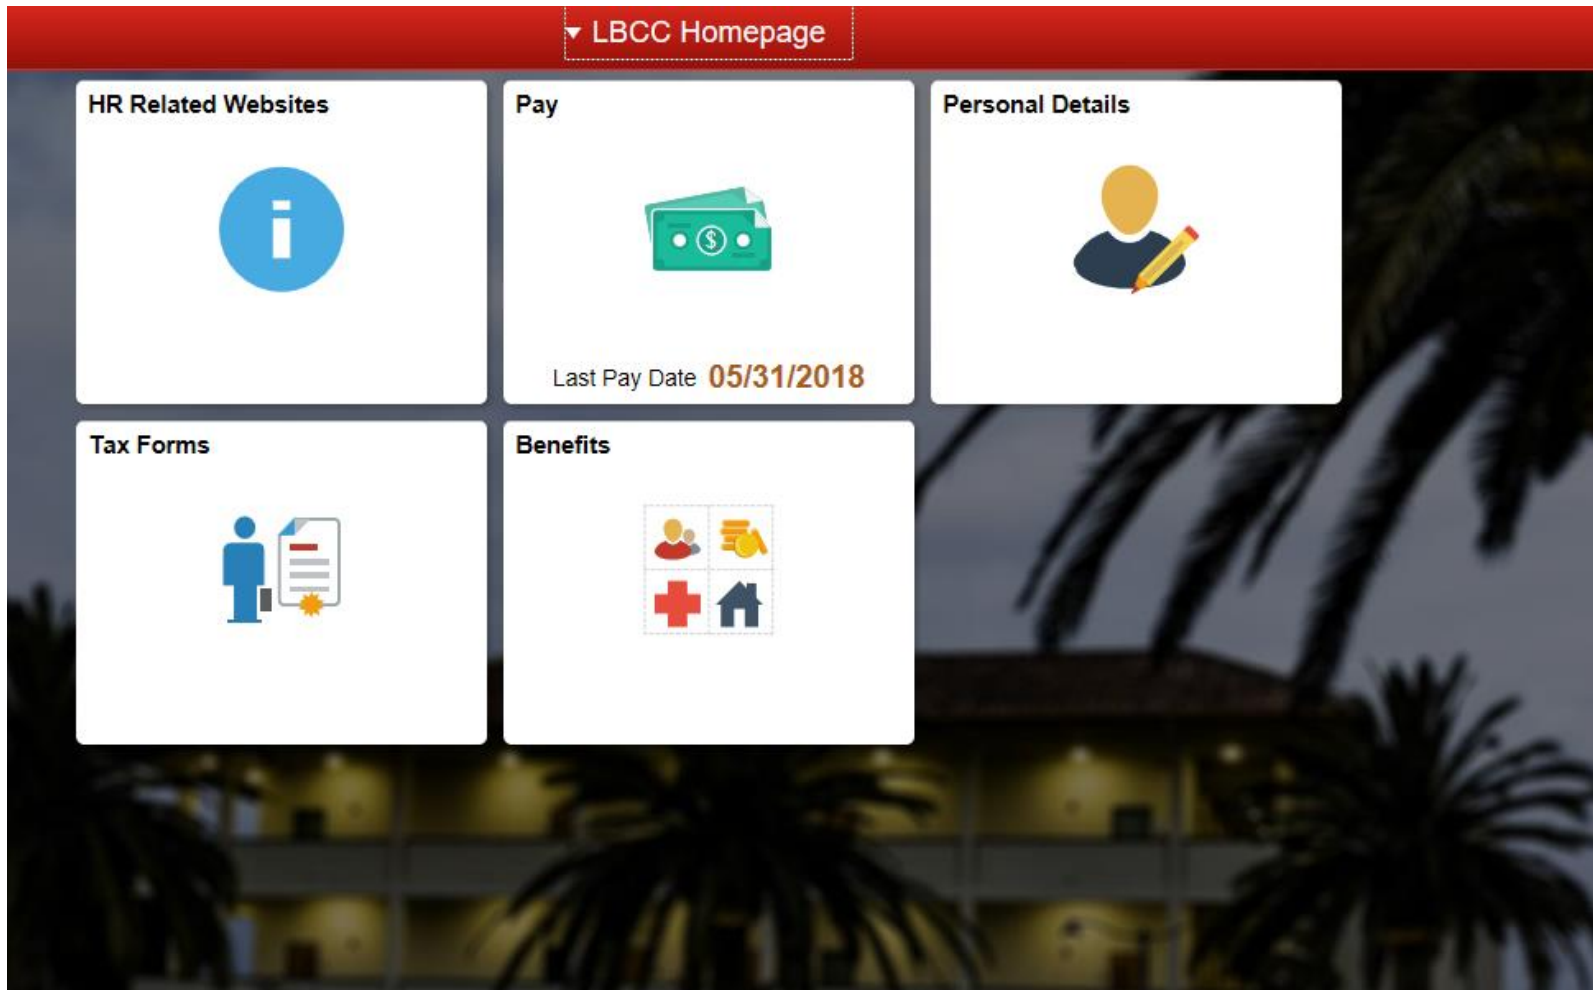 LBCC Homepage
HR Related Websites
Pay
Last Pay Date 05/31/2018
Personal Details
Tax Forms
Benefits